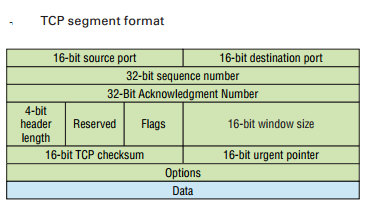 TCP segment format
16-bit source port 16-bit destination port
32-bit sequence number
32-Bit Acknowledgment Number
4-bit header length Reserved Flags 16-bit window size
16-bit TCP checksum 16-bit urgent pointer
Options
Data